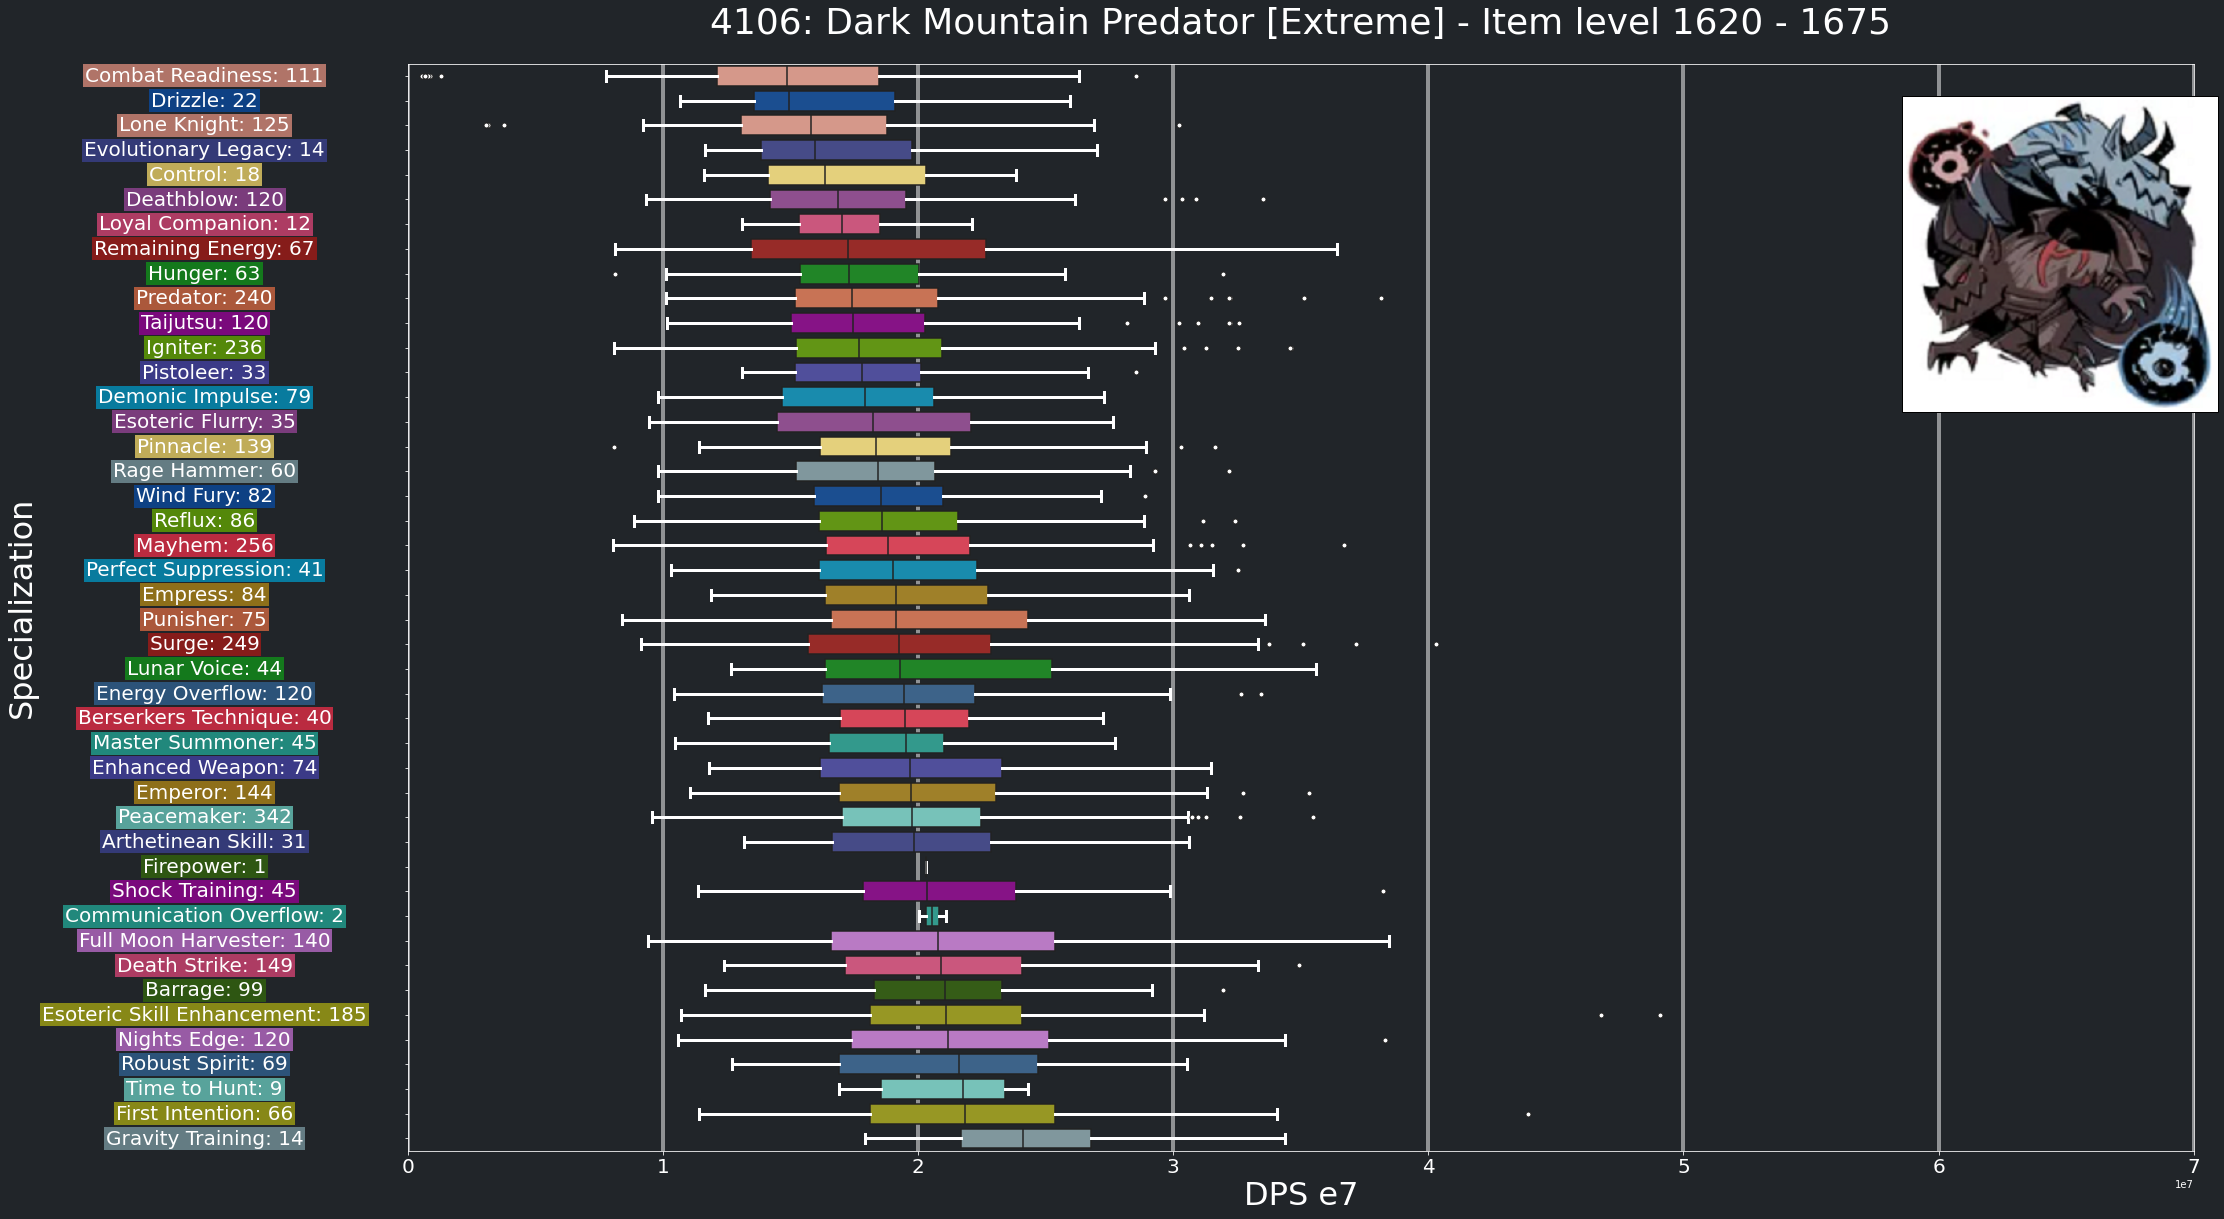 4106: Dark Mountain Predator [Extreme] - Item level 1620 - 1675
Combat Readiness: 111
Drizzle: 22
Lone Knight: 125
Evolutionary Legacy: 14
Control: 18
Deathblow: 120
Loyal Companion: 12
Remaining Energy: 67
Hunger: 63
Predator: 240
Taijutsu: 120
Igniter: 236
Pistoleer: 33
Demonic Impulse: 79
Esoteric Flurry: 35
Pinnacle: 139
Rage Hammer: 60
Wind Fury: 82
Reflux: 86
Mayhem: 256
Perfect Suppression: 41
Empress: 84
Punisher: 75
Surge: 249
Lunar Voice: 44
Energy Overflow: 120
Berserkers Technique: 40
Master Summoner: 45
Enhanced Weapon: 74
Emperor: 144
Peacemaker: 342
Arthetinean Skill: 31
Firepower: 1
Shock Training: 45
Communication Overflow: 2
Full Moon Harvester: 140
Death Strike: 149
Barrage: 99
Esoteric Skill Enhancement: 185
Nights Edge: 120
Robust Spirit: 69
Time to Hunt: 9
First Intention: 66
Gravity Training: 14
Specialization
0 1 2 3 4 5 6 7
DPS e7
1e7